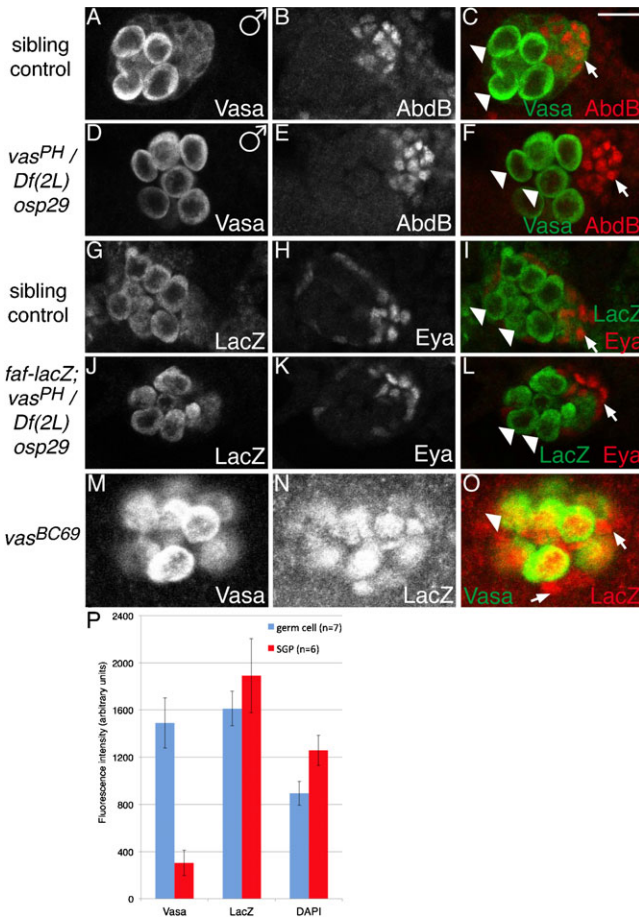 sibling
control
A ♂ Vasa
B AbdB
C Vasa AbdB
vasPH /
Df(2L)
osp29
D ♂ Vasa
E AbdB
F Vasa AbdB
sibling
control
G LacZ
H Eya
I LacZ
Eya
faf-lacZ;
vasPH /
Df(2L)
osp29
J LacZ
K Eya
L LacZ Eya
vasBC69
M Vasa
N LacZ
O Vasa LacZ
P
2400
2000
1600
1200
800
400
0
Fluorescence intensity (arbitrary units)
germ cell (n=7)
SGP (n=6)
Vasa LacZ DAPI